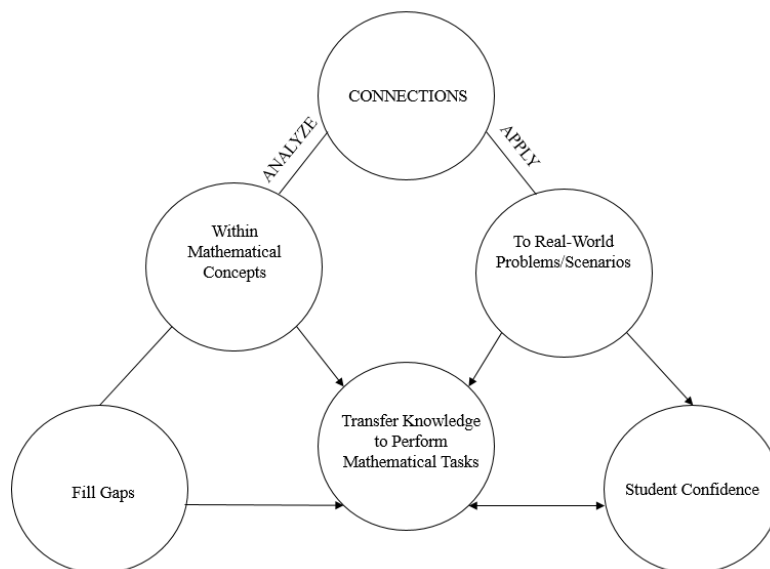 CONNECTIONS
ANALYZE
APPLY
Within
Mathematical
Concepts
To Real-World
Problems/Scenarios
Transfer Knowledge
to Perform
Mathematical Tasks
Fill Gaps
Student Confidence